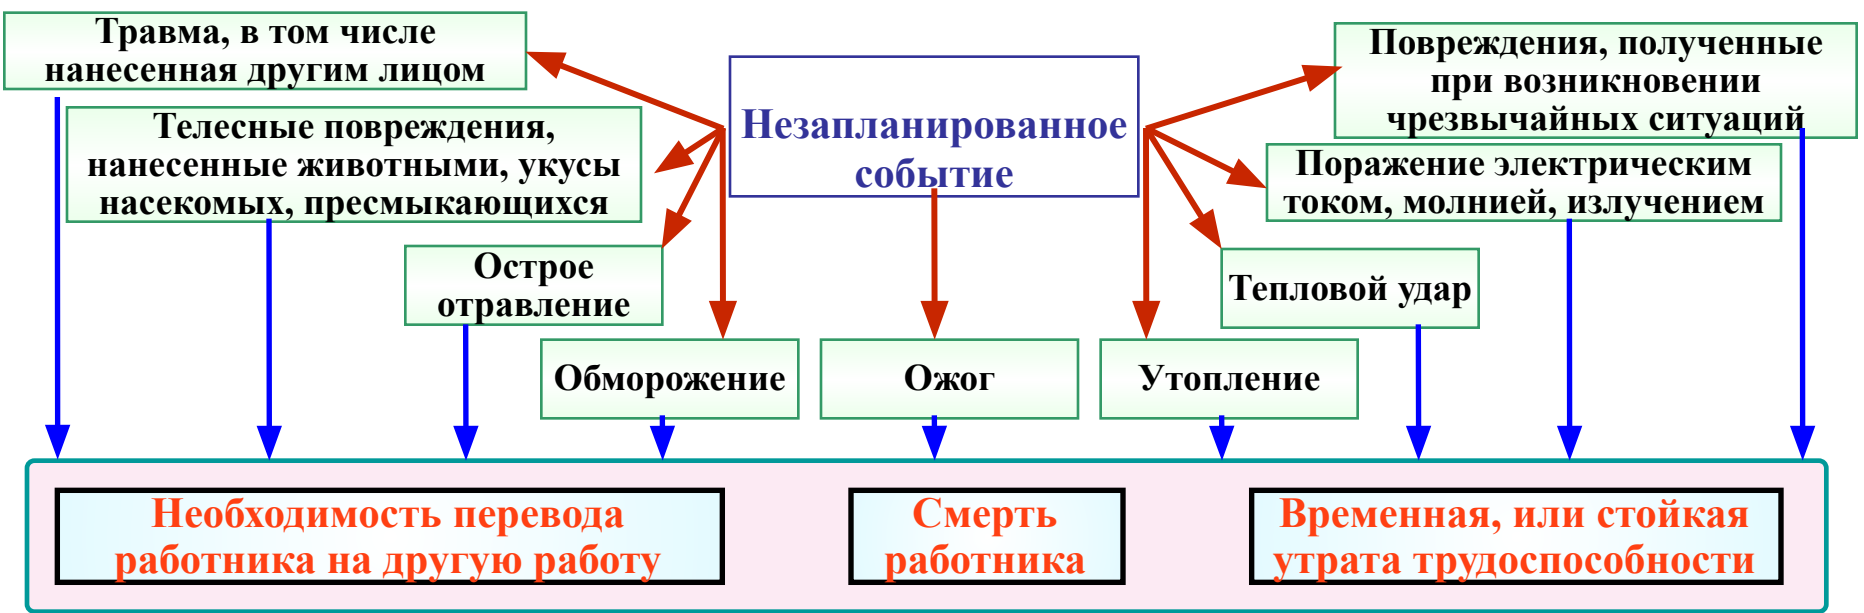 Травма, в том числе
нанесенная другим лицом
Телесные повреждения,
нанесенные животными, укусы
насекомых, пресмыкающихся
Острое
отравление
Обморожение
Незапланированное
событие
Ожог
Утопление
Тепловой удар
Поражение электрическим
током, молнией, излучением
Повреждения, полученные
при возникновении
чрезвычайных ситуаций
Необходимость перевода
работника на другую работу
Смерть
работника
Временная, или стойкая
утрата трудоспособности